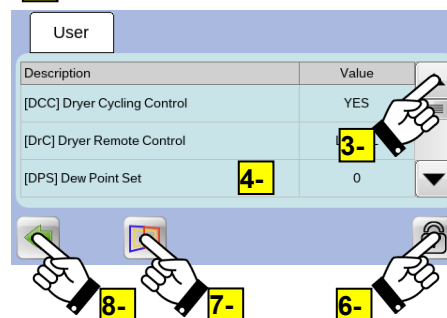 User
Description Value
[DCC] Dryer Cycling Control YES
[DrC] Dryer Remote Control
3-
[DPS] Dew Point Set 4- 0
8- 7- 6-